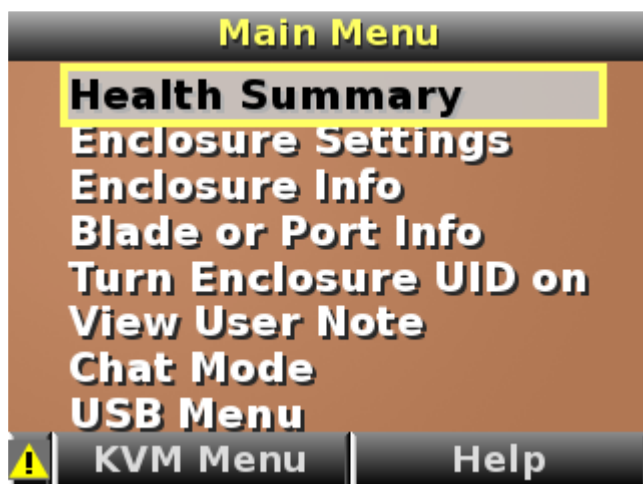 Main Menu
Health Summary
Enclosure Settings
Enclosure Info
Blade or Port Info
Turn Enclosure UID on
View User Note
Chat Mode
USB Menu
! KVM Menu Help